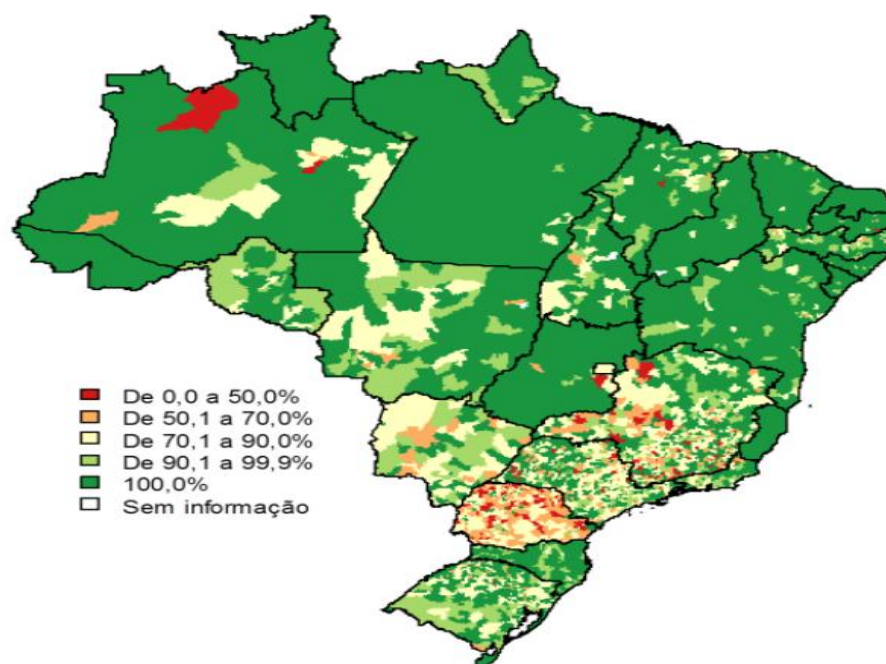 De 0,0 a 50,0%
De 50,1 a 70,0%
De 70,1 a 90,0%
De 90,1 a 99,9%
100,0%
Sem informação